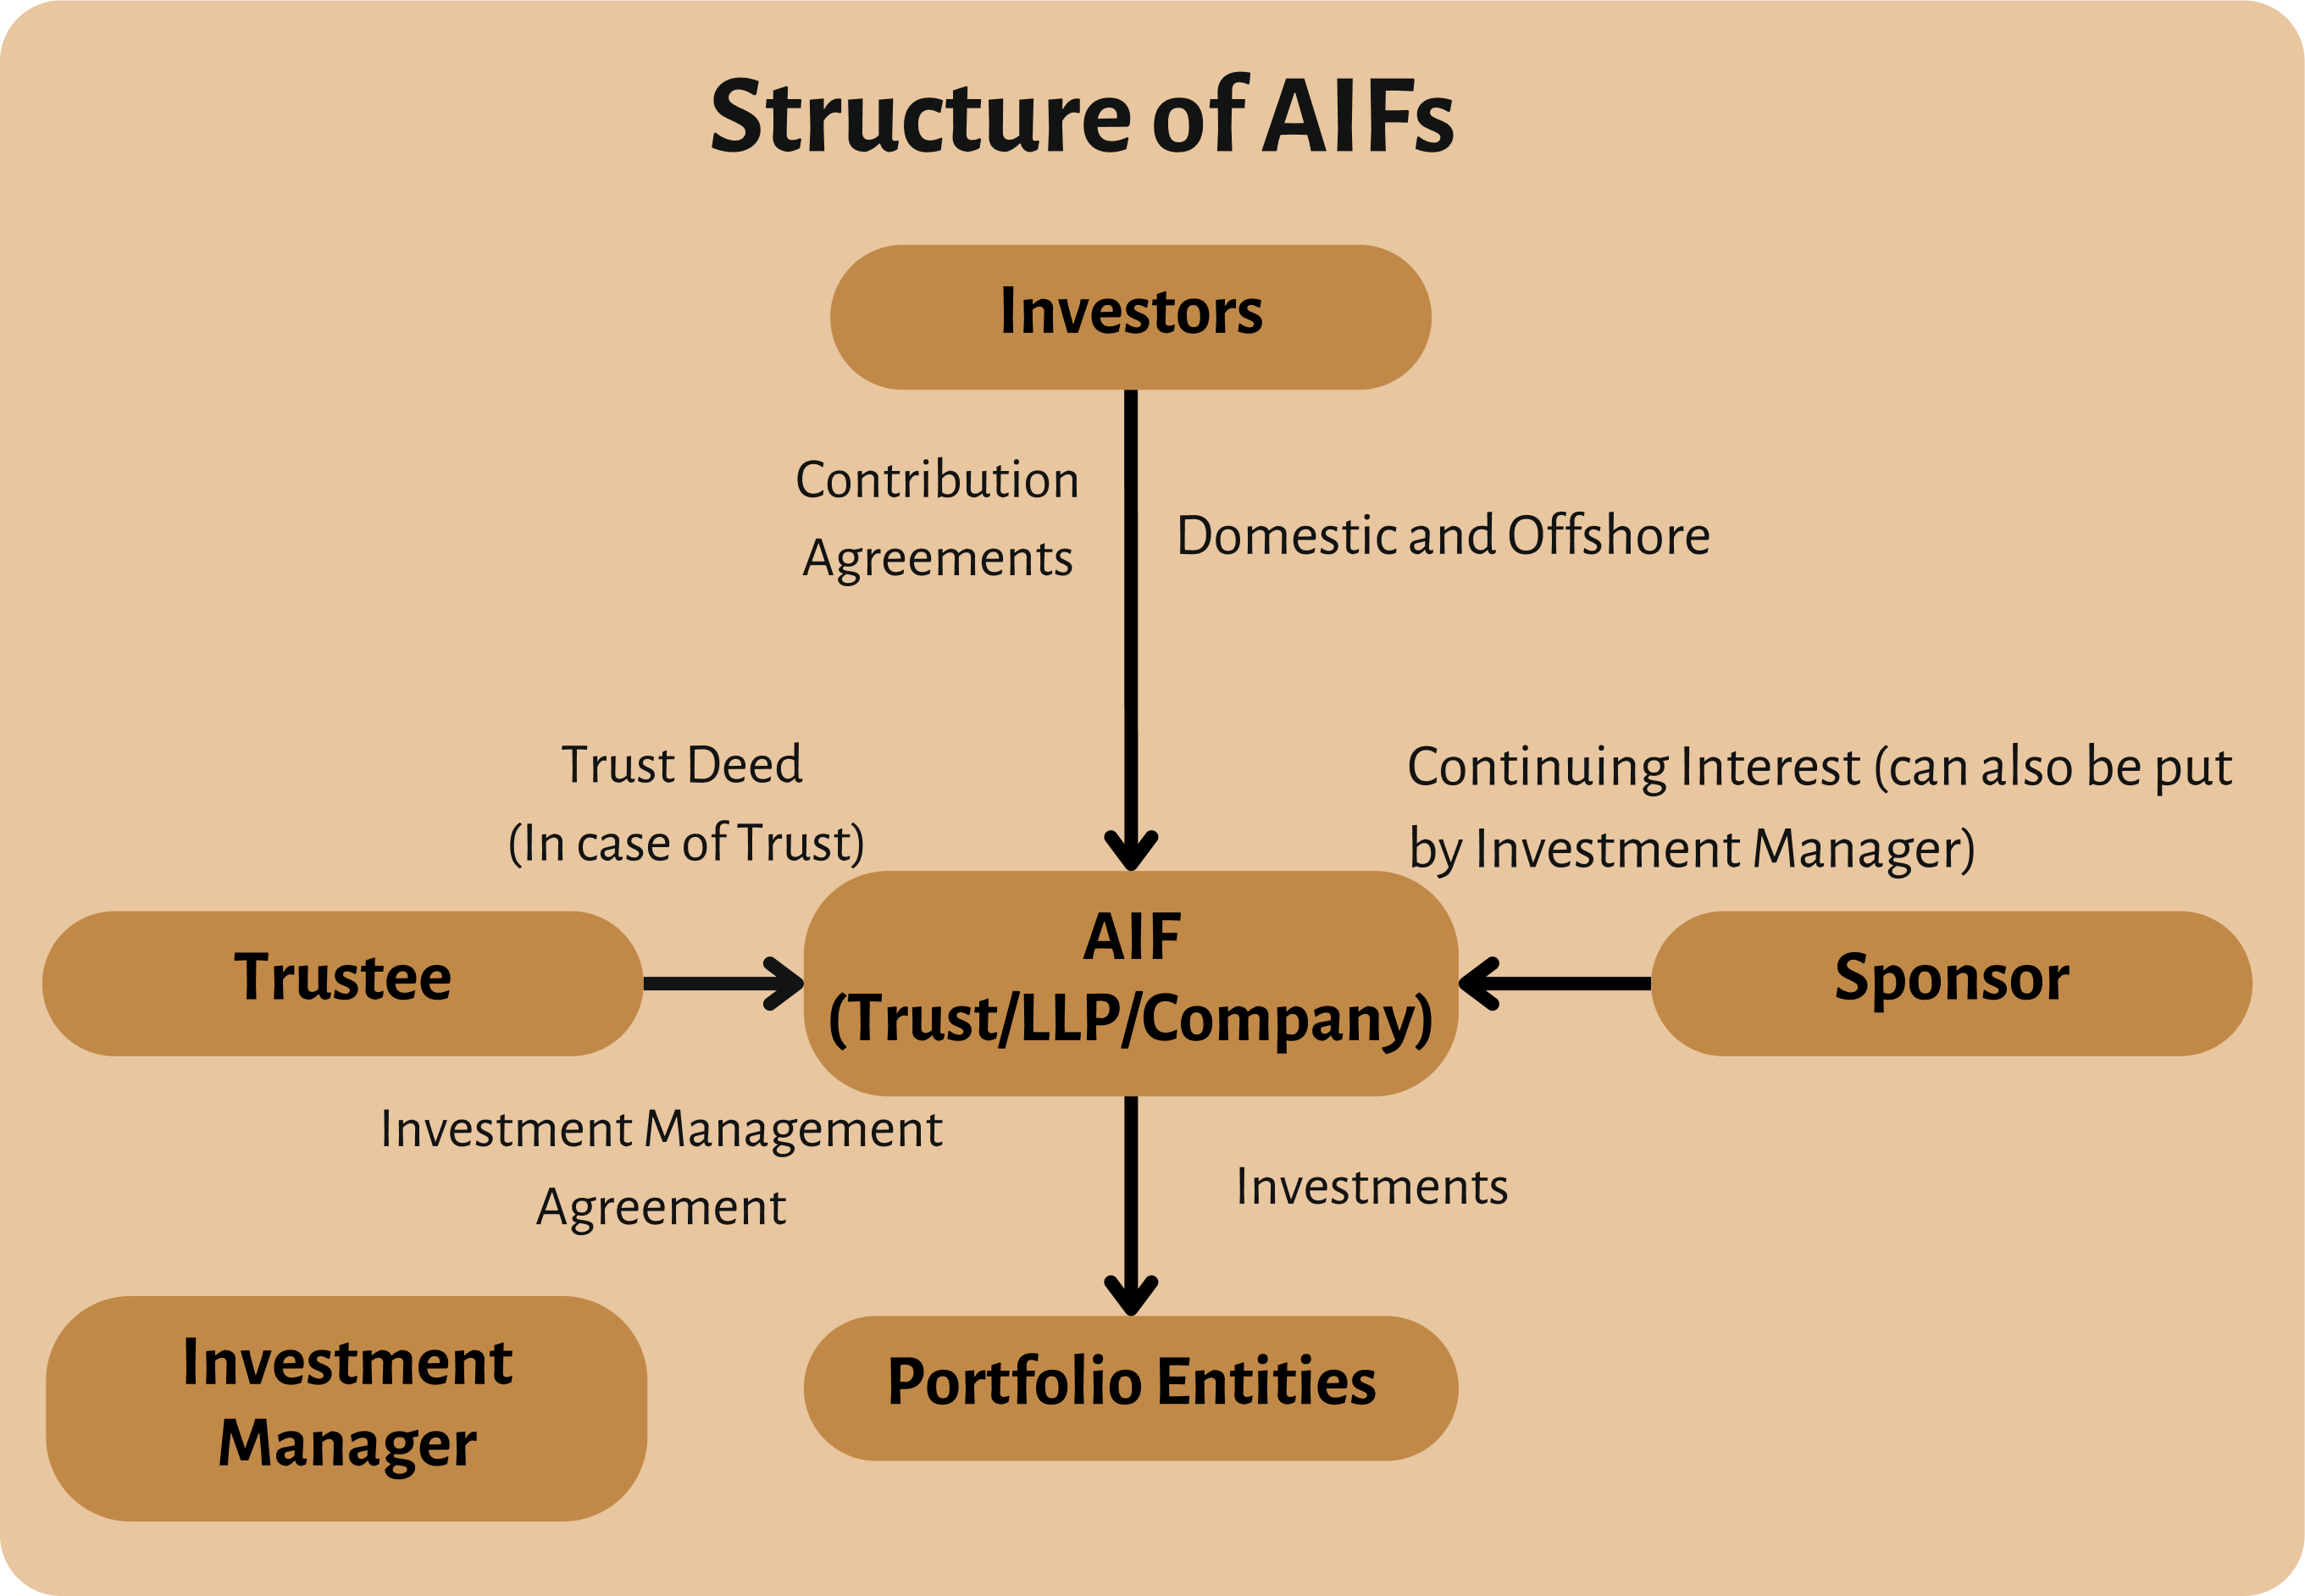 Structure of AIFs
Investors
Contribution
Agreements
Domestic and Offshore
Trust Deed
(In case of Trust)
Continuing Interest (can also be put
by Investment Manager)
Trustee
AIF
(Trust/LLP/Company)
Sponsor
Investment Management
Agreement
Investments
Investment
Manager
Portfolio Entities